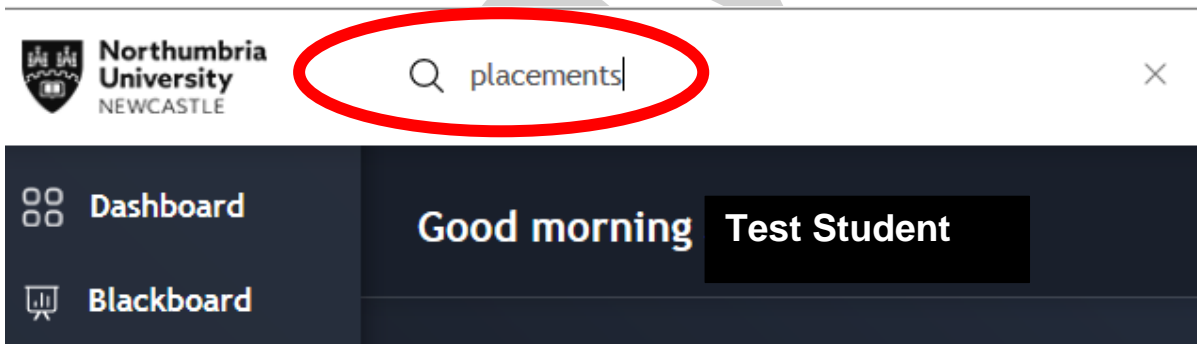 Northumbria
University
NEWCASTLE
placements
Dashboard
Good morning Test Student
Blackboard